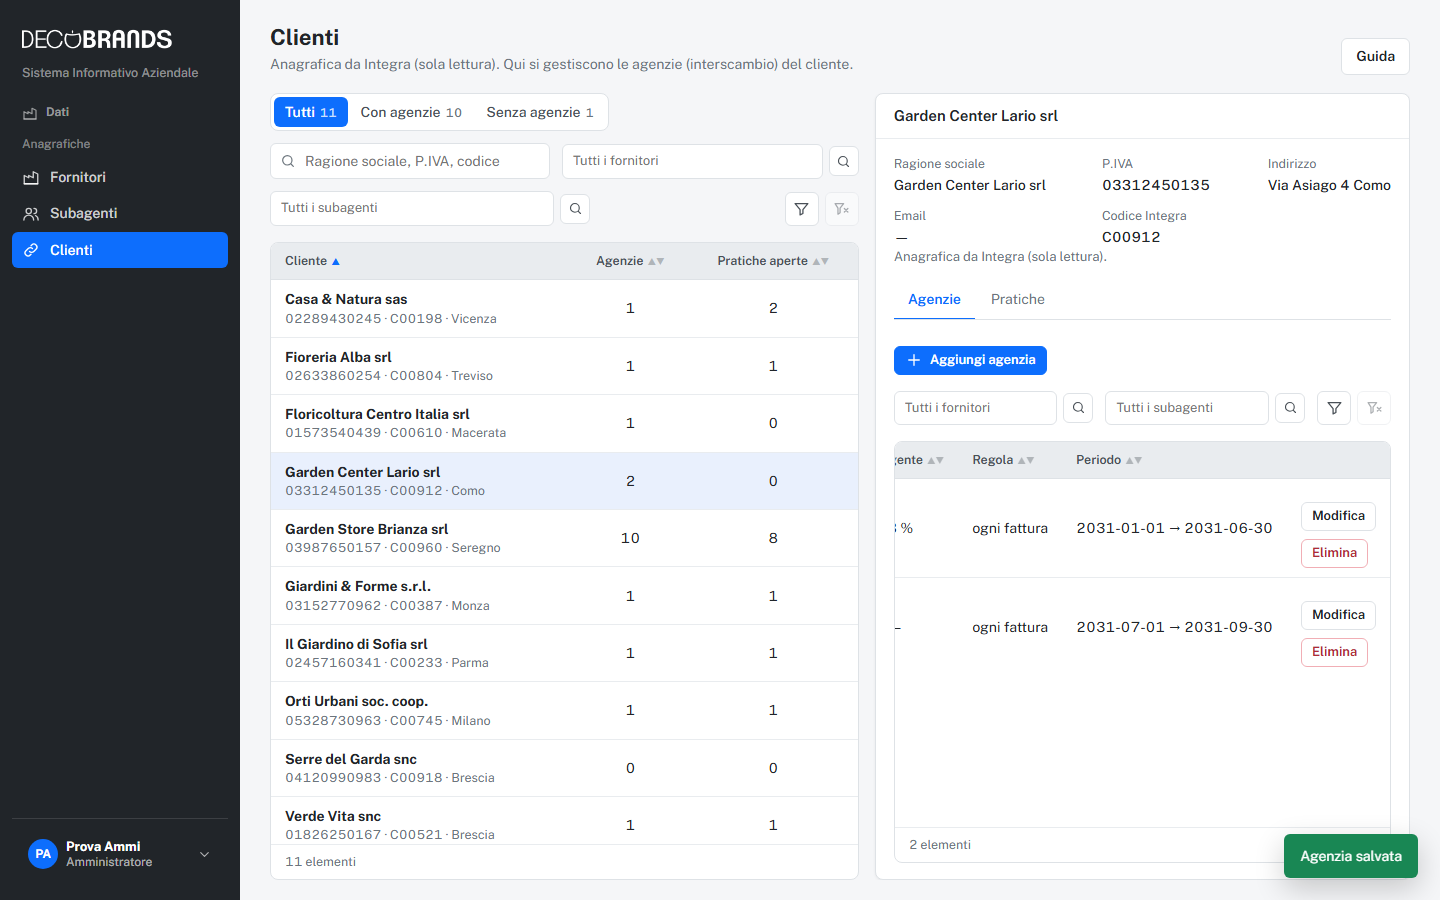 DECOBRANDS
Sistema Informativo Aziendale
Dati
Anagrafiche
Fornitori
Subagenti
Clienti
PA
Prova Ammi
Amministratore
Clienti
Anagrafica da Integra (sola lettura). Qui si gestiscono le agenzie (interscambio) del cliente.
Guida
Tutti 11
Con agenzie 10
Senza agenzie 1
Ragione sociale, P.IVA, codice
Tutti i fornitori
Tutti i subagenti
Cliente ▲ Agenzie ▲▼ Pratiche aperte ▲▼
Casa & Natura sas
02289430245 · C00198 · Vicenza
1 2
Fioreria Alba srl
02633860254 · C00804 · Treviso
1 1
Floricoltura Centro Italia srl
01573540439 · C00610 · Macerata
1 0
Garden Center Lario srl
03312450135 · C00912 · Como
2 0
Garden Store Brianza srl
03987650157 · C00960 · Seregno
10 8
Giardini & Forme s.r.l.
03152770962 · C00387 · Monza
1 1
Il Giardino di Sofia srl
02457160341 · C00233 · Parma
1 1
Orti Urbani soc. coop.
05328730963 · C00745 · Milano
1 1
Serre del Garda snc
04120990983 · C00918 · Brescia
0 0
Verde Vita snc
01826250167 · C00521 · Brescia
1 1
11 elementi
Garden Center Lario srl
Ragione sociale P.IVA Indirizzo
Garden Center Lario srl 03312450135 Via Asiago 4 Como
Email Codice Integra
— C00912
Anagrafica da Integra (sola lettura).
Agenzie Pratiche
+ Aggiungi agenzia
Tutti i fornitori
Tutti i subagenti
ente ▲▼ Regola ▲▼ Periodo ▲▼
% ogni fattura 2031-01-01 → 2031-06-30
Modifica
Elimina
– ogni fattura 2031-07-01 → 2031-09-30
Modifica
Elimina
2 elementi
Agenzia salvata